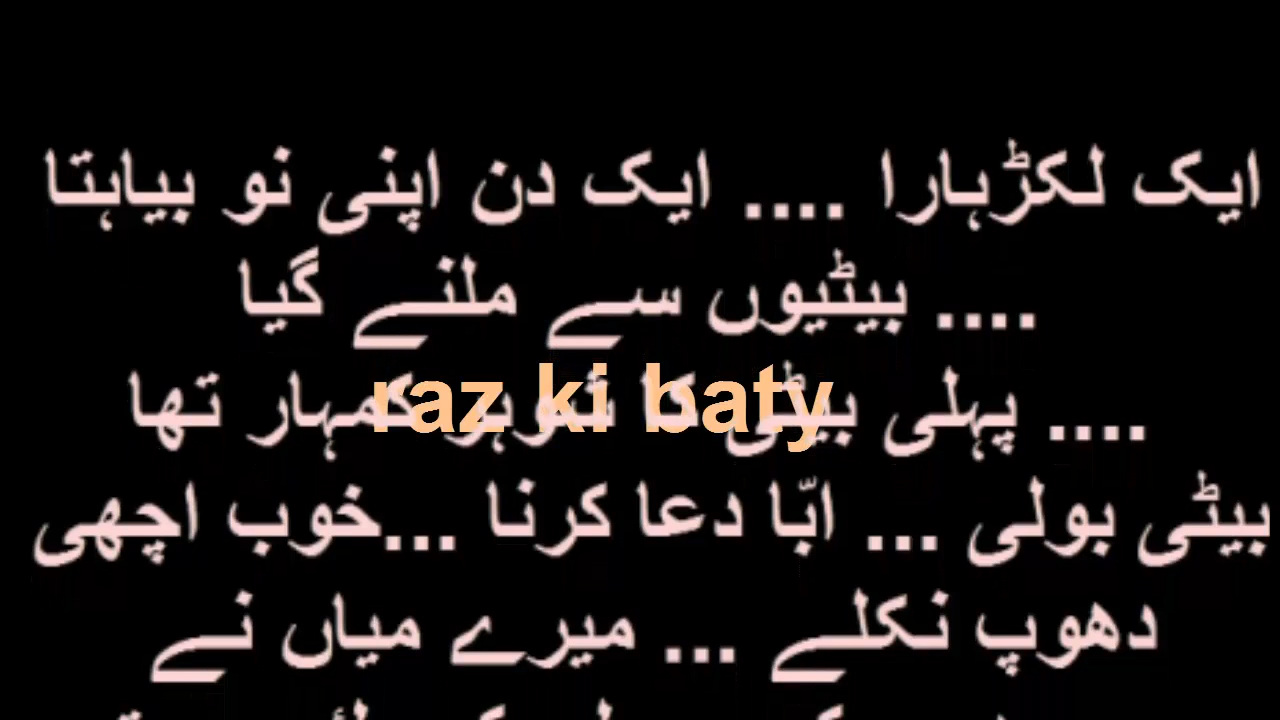 ایک لکڑہارا .... ایک دن اپنی نو بیاہتا
بیٹیوں سے ملنے گیا ....
پہلی بیٹی کا شوہر کمہار تھا ....
raz ki baty
بیٹی بولی ... ابّا دعا کرنا ...خوب اچھی
دھوپ نکلے ... میرے میاں نے